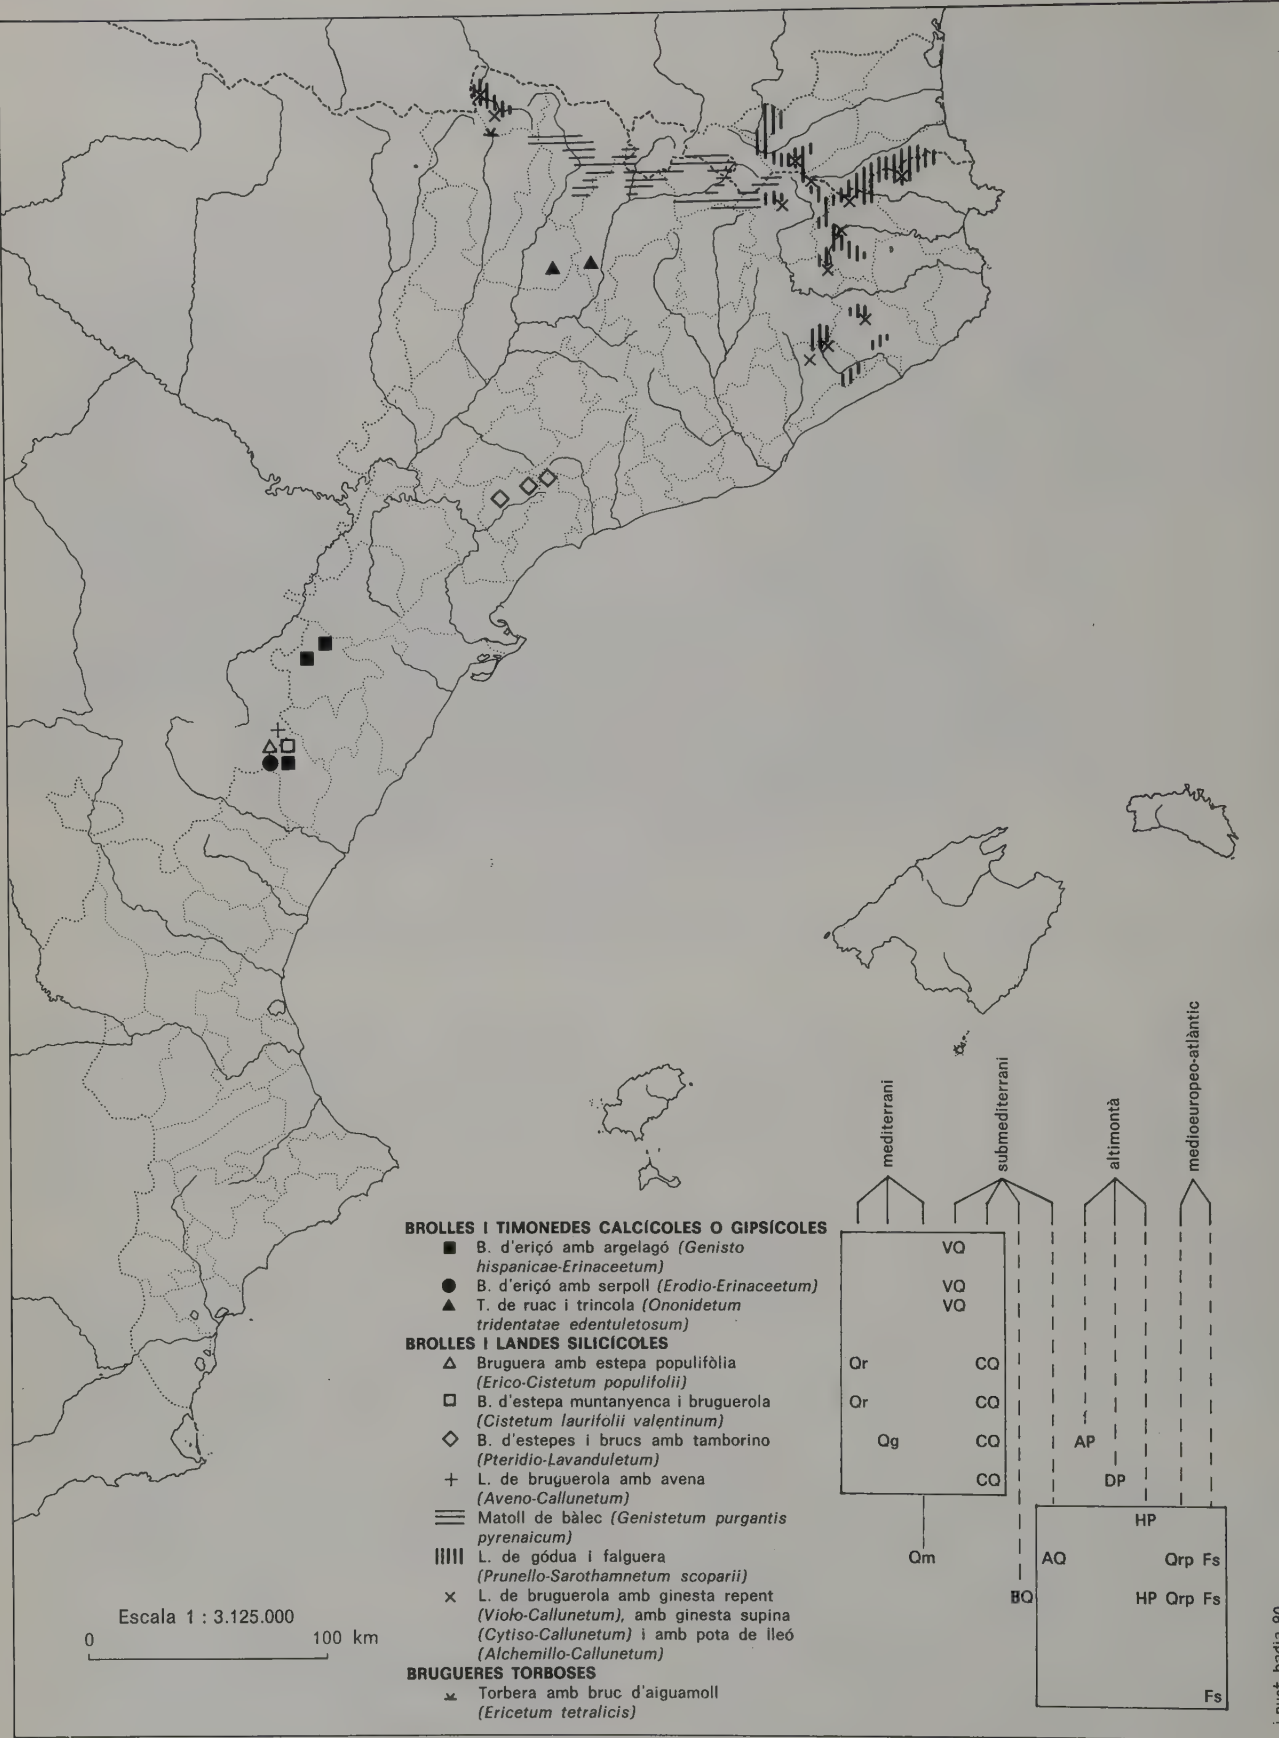 mediterrani
submediterrani
altimontà
medioeuropeo-atlàntic
BROLLES I TIMONEDES CALCÍCOLES O GIPSÍCOLES
B. d'eriçó amb argelagó (Genisto
hispanicae-Erinaceetum)
B. d'eriçó amb serpoll (Erodio-Erinaceetum)
T. de ruac i trincola (Ononidetum
tridentatae edentuletosum)
BROLLES I LANDES SILICÍCOLES
Bruguera amb estepa populifòlia
(Erico-Cistetum populifolii)
B. d'estepa muntanyenca i bruguerola
(Cistetum laurifolii valentinum)
B. d'estepes i brucs amb tamborino
(Pteridio-Lavanduletum)
L. de bruguerola amb avena
(Aveno-Callunetum)
Matoll de bàlec (Genistetum purgantis
pyrenaicum)
L. de gódua i falguera
(Prunello-Sarothamnetum scoparii)
L. de bruguerola amb ginesta repent
(Violo-Callunetum), amb ginesta supina
(Cytiso-Callunetum) i amb pota de lleó
(Alchemillo-Callunetum)
BRUGUERES TORBOSES
Torbera amb bruc d'aiguamoll
(Ericetum tetralicis)
VQ
VQ
VQ
Qr CQ
Qr CQ
Qg CQ AP
CQ DP
HP
Qm AQ Qrp Fs
BQ HP Qrp Fs
Fs
Escala 1 : 3.125.000
0 100 km